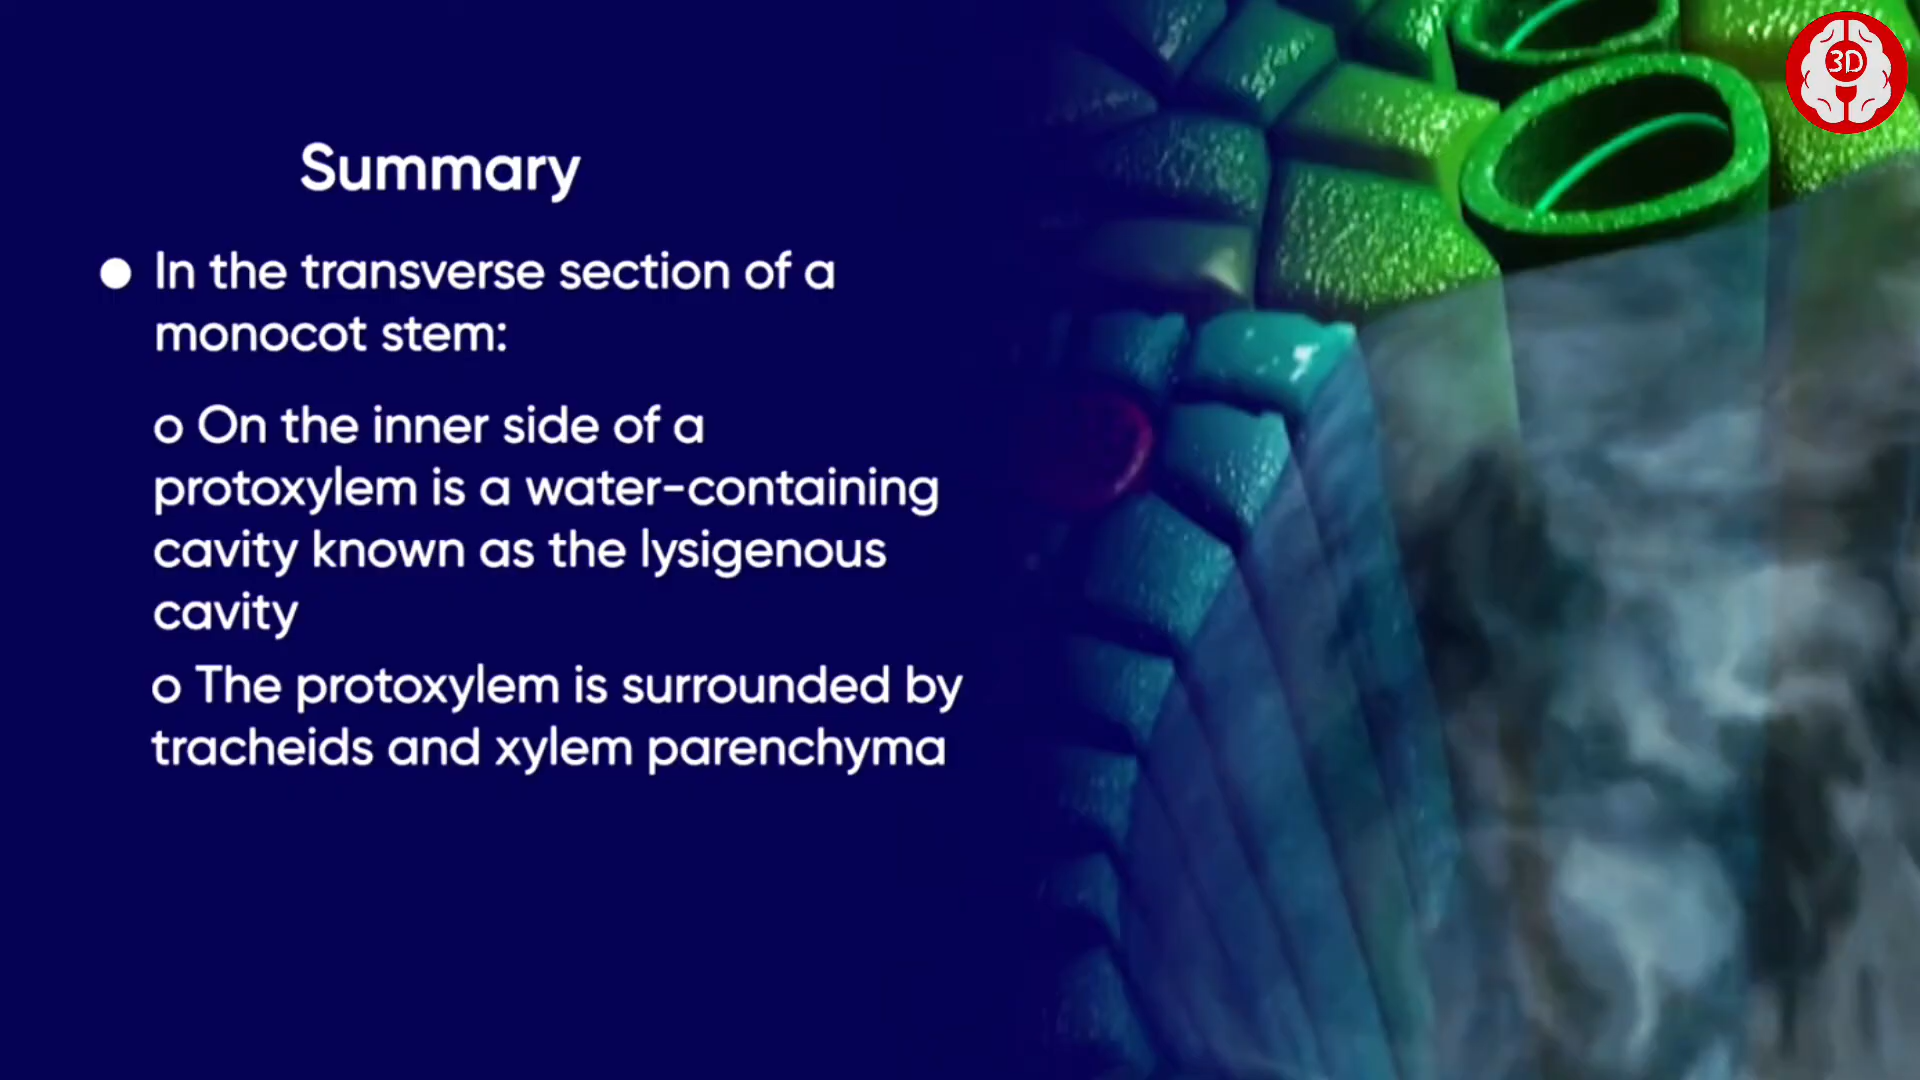 3D
Summary
● In the transverse section of a
monocot stem:
o On the inner side of a
protoxylem is a water-containing
cavity known as the lysigenous
cavity
o The protoxylem is surrounded by
tracheids and xylem parenchyma